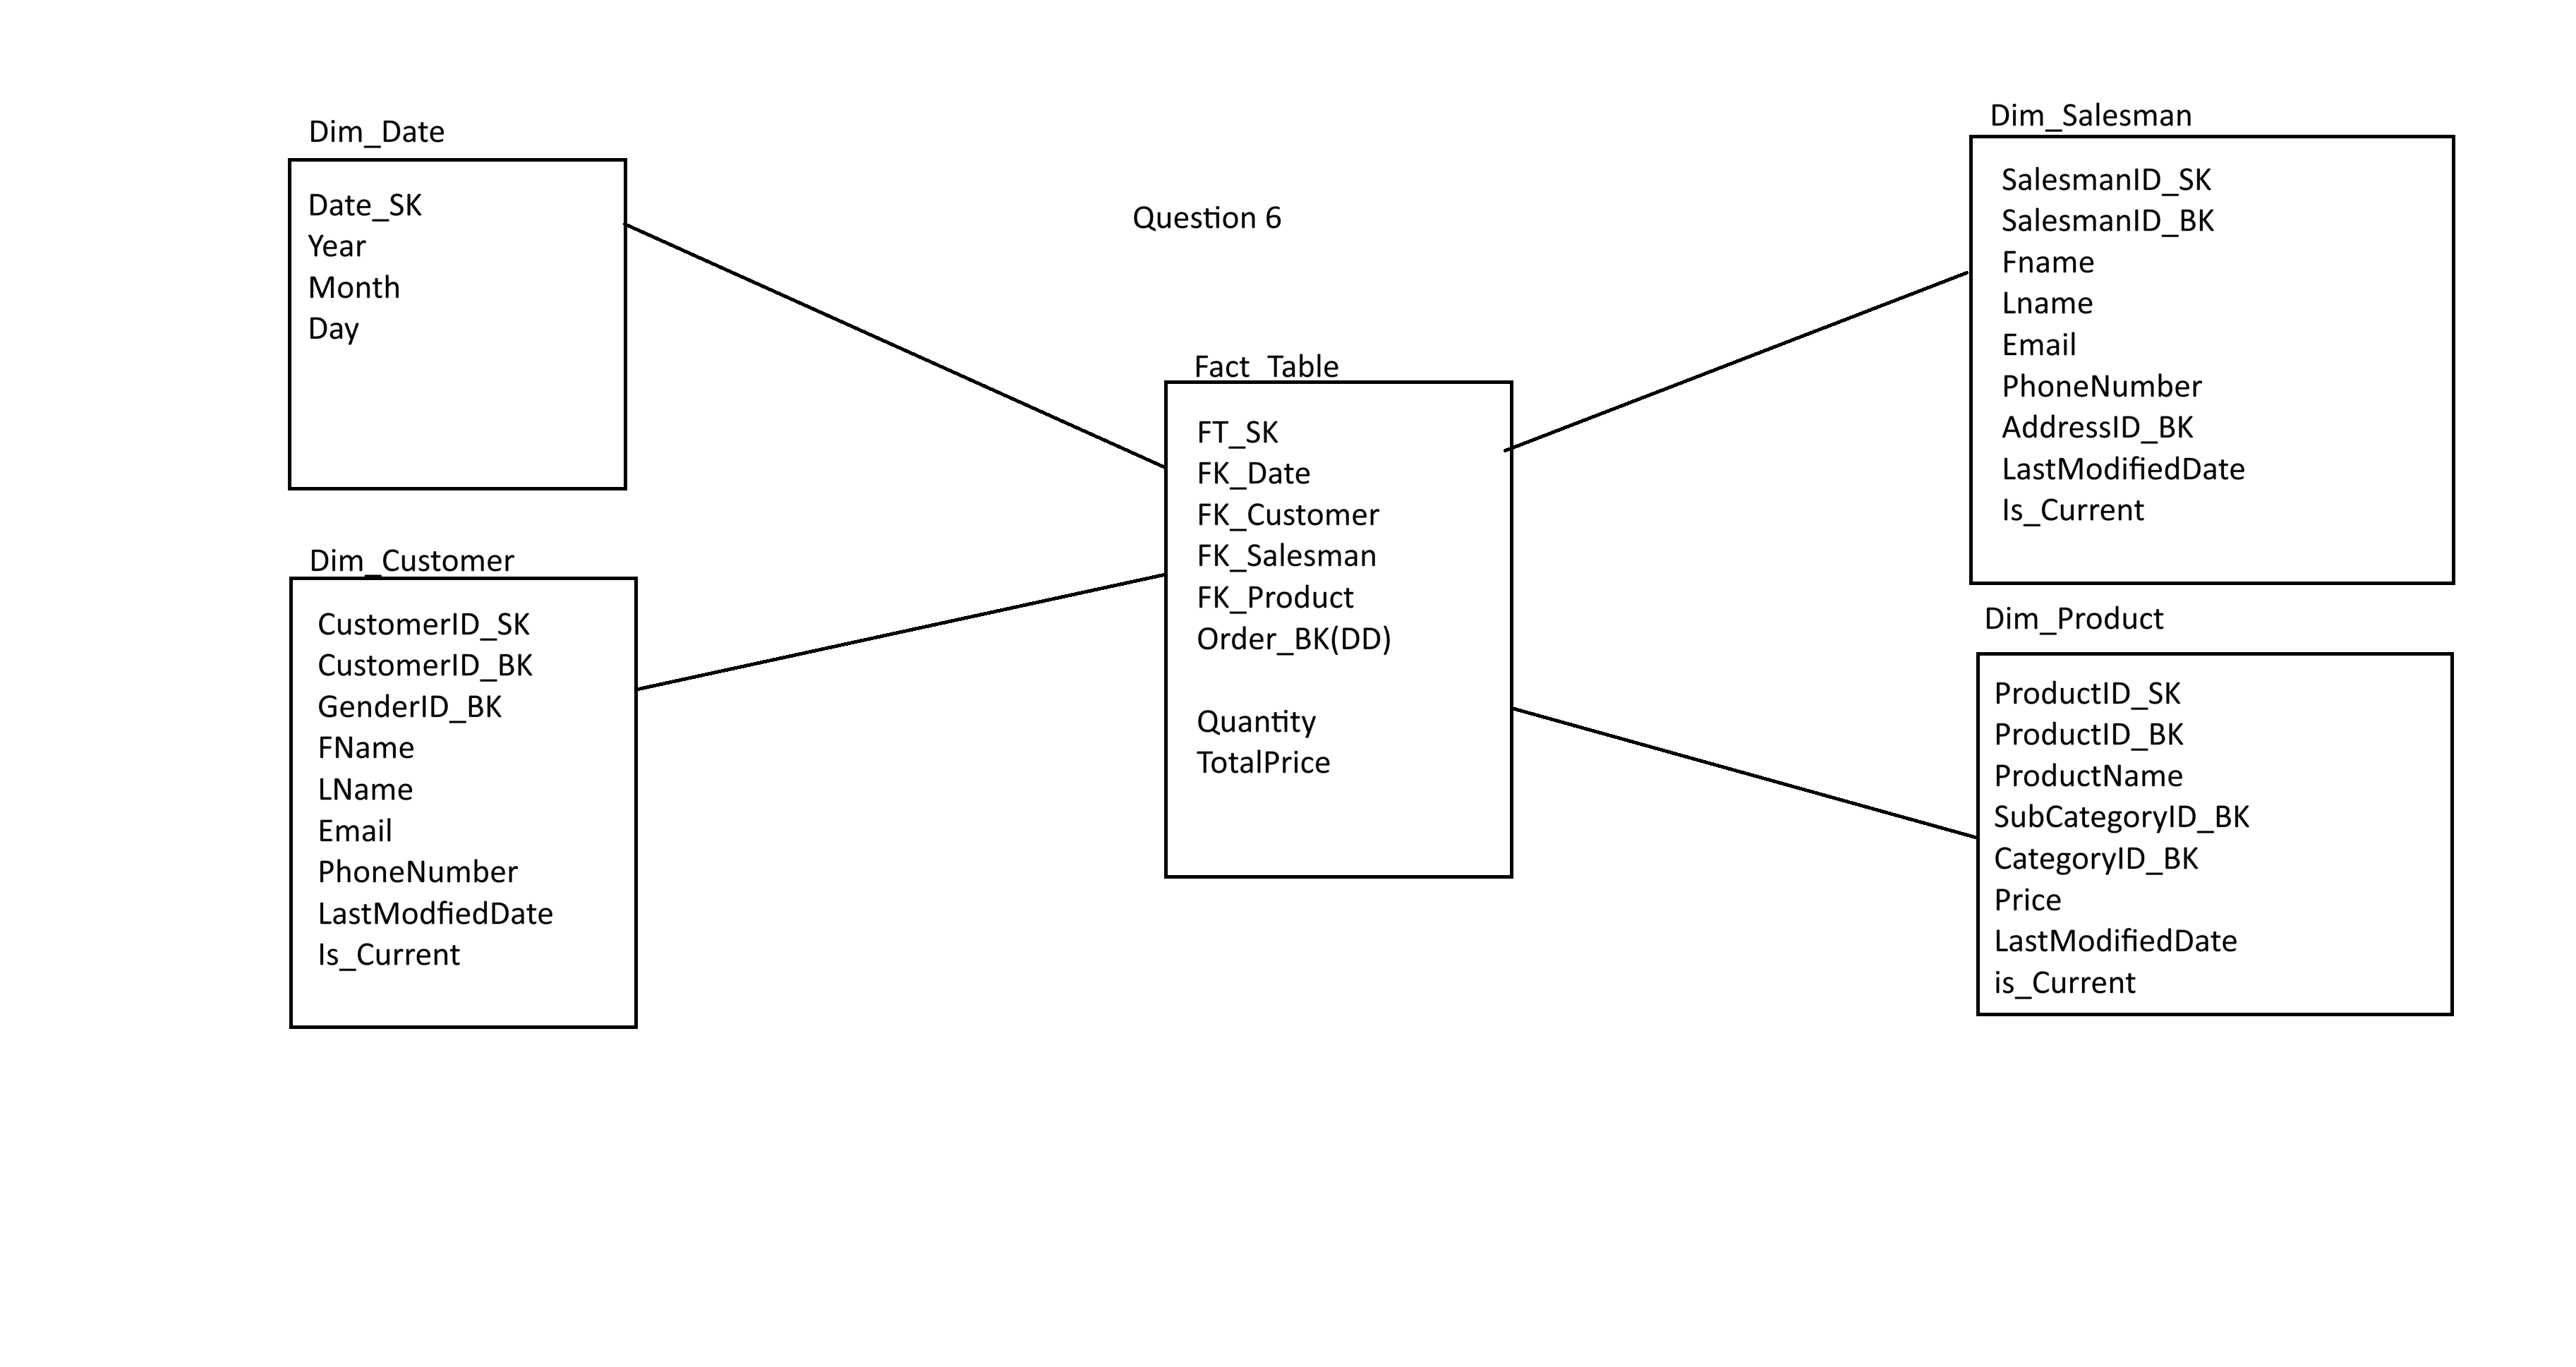 Dim_Date
Date_SK
Year
Month
Day
Dim_Customer
CustomerID_SK
CustomerID_BK
GenderID_BK
FName
LName
Email
PhoneNumber
LastModfiedDate
Is_Current
Question 6
Fact_Table
FT_SK
FK_Date
FK_Customer
FK_Salesman
FK_Product
Order_BK(DD)
Quantity
TotalPrice
Dim_Salesman
SalesmanID_SK
SalesmanID_BK
Fname
Lname
Email
PhoneNumber
AddressID_BK
LastModifiedDate
Is_Current
Dim_Product
ProductID_SK
ProductID_BK
ProductName
SubCategoryID_BK
CategoryID_BK
Price
LastModifiedDate
is_Current